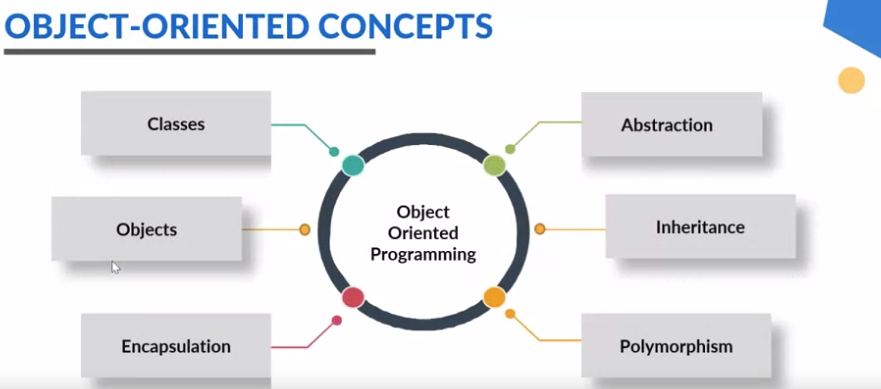 OBJECT-ORIENTED CONCEPTS
Classes
Objects
Encapsulation
Object
Oriented
Programming
Abstraction
Inheritance
Polymorphism